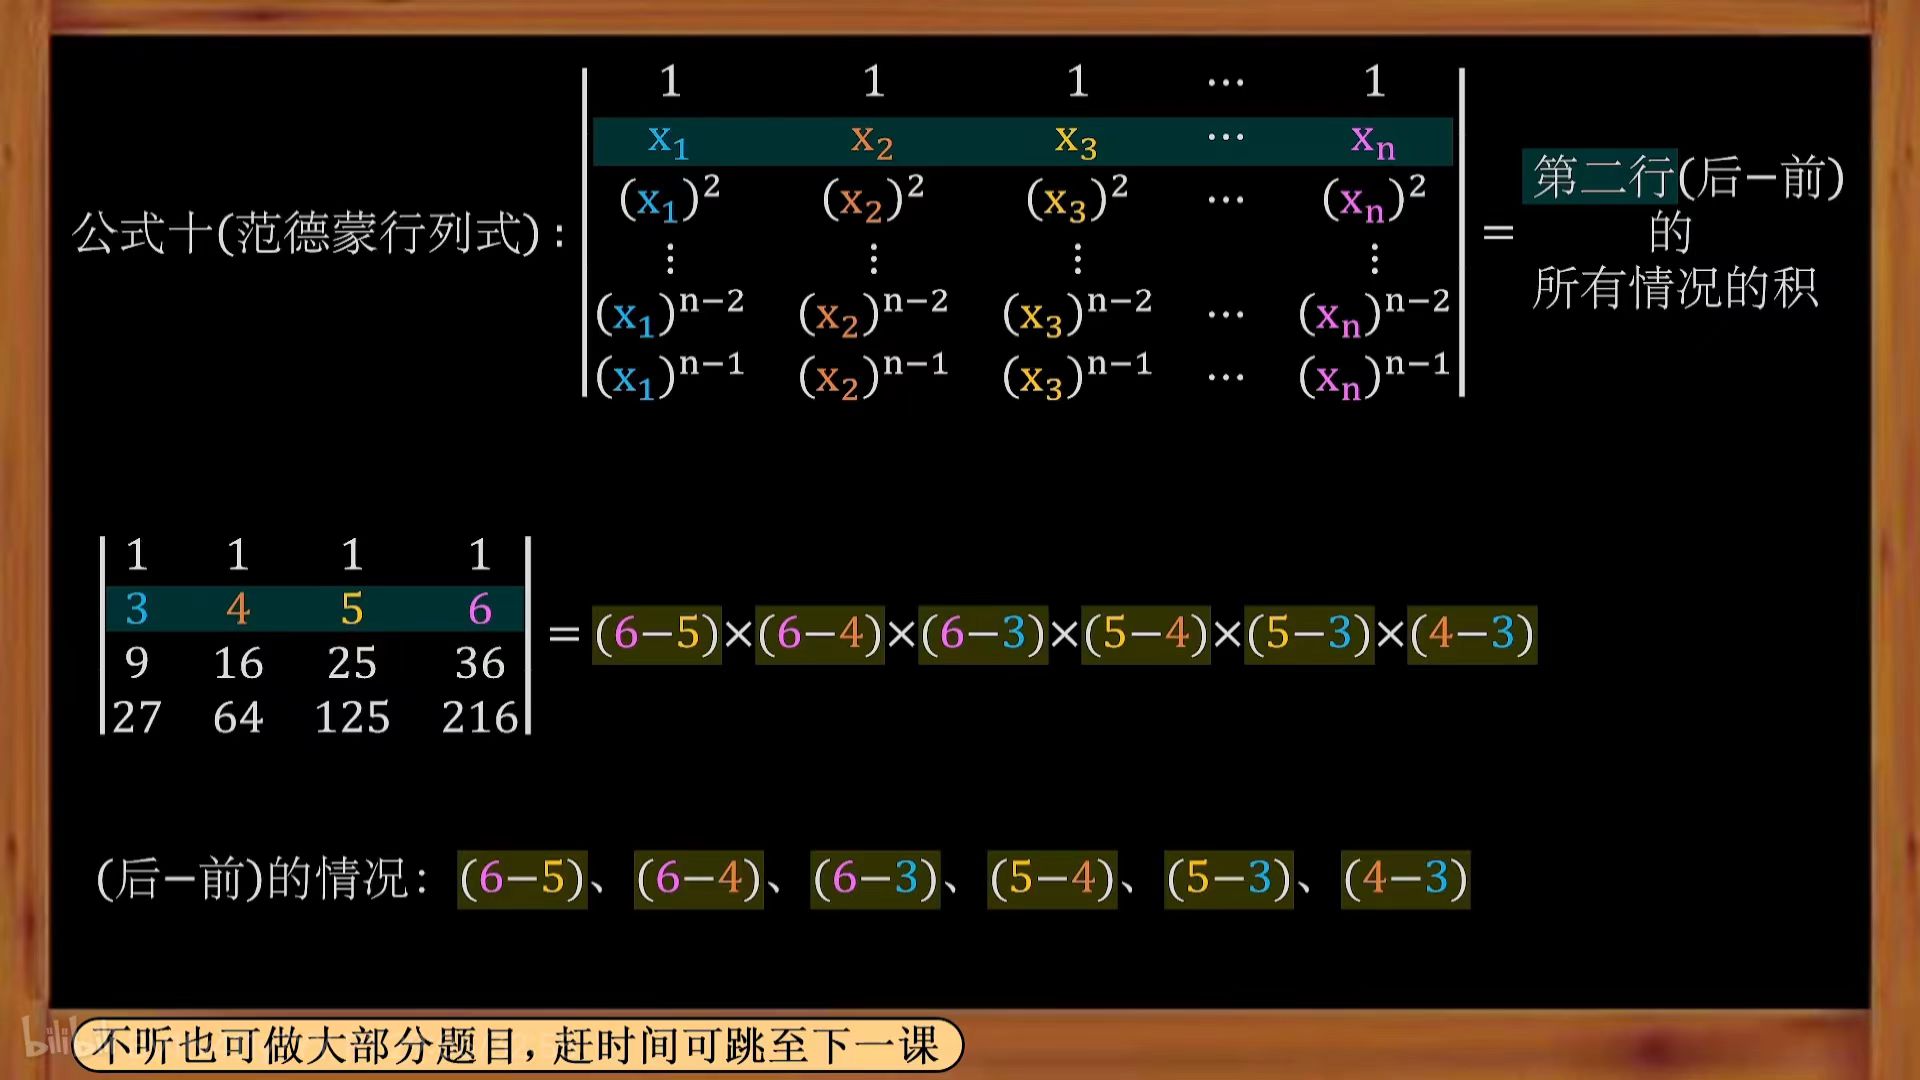 公式十(范德蒙行列式):
1 1 1 ⋯ 1
x₁ x₂ x₃ ⋯ xₙ
(x₁)² (x₂)² (x₃)² ⋯ (xₙ)²
⋮ ⋮ ⋮ ⋮
(x₁)ⁿ⁻² (x₂)ⁿ⁻² (x₃)ⁿ⁻² ⋯ (xₙ)ⁿ⁻²
(x₁)ⁿ⁻¹ (x₂)ⁿ⁻¹ (x₃)ⁿ⁻¹ ⋯ (xₙ)ⁿ⁻¹
=
第二行(后−前)
的
所有情况的积
1 1 1 1
3 4 5 6
9 16 25 36
27 64 125 216
=(6−5)×(6−4)×(6−3)×(5−4)×(5−3)×(4−3)
(后−前)的情况: (6−5)、(6−4)、(6−3)、(5−4)、(5−3)、(4−3)
不听也可做大部分题目,赶时间可跳至下一课